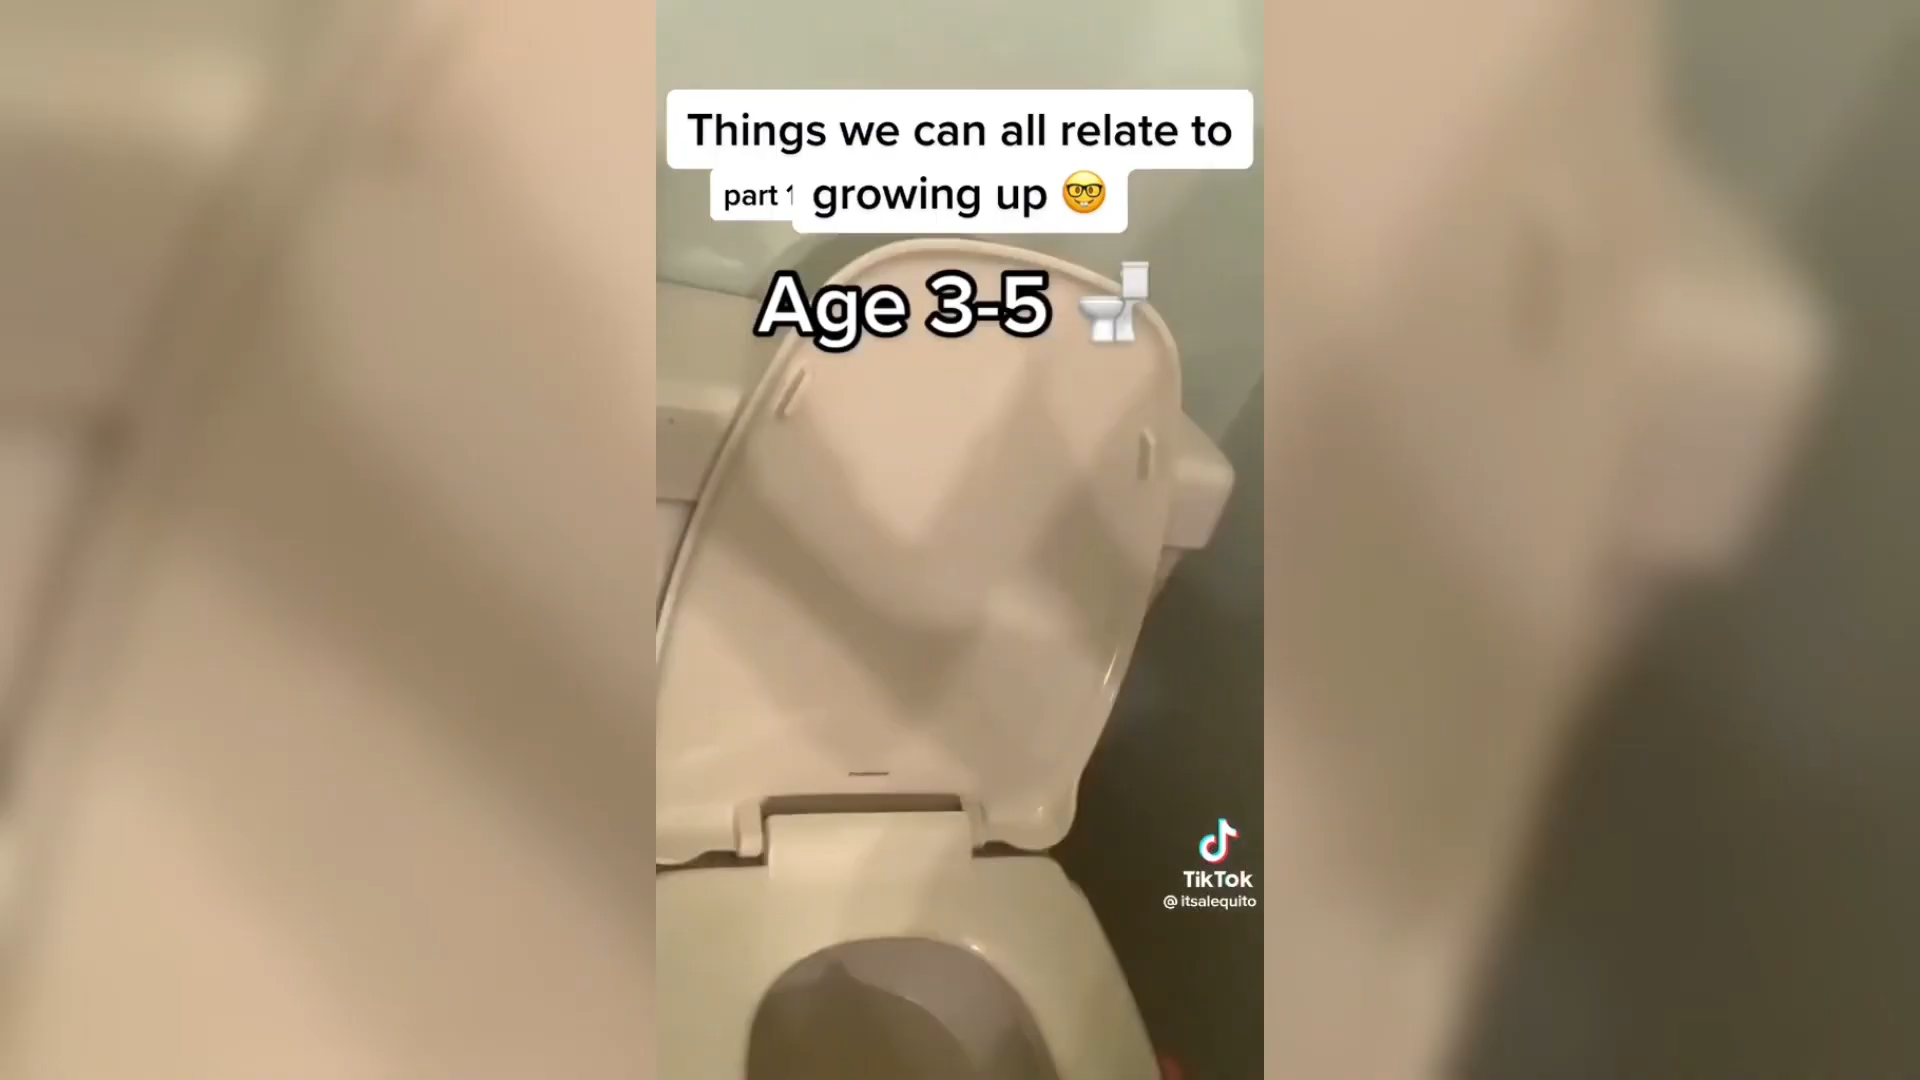 Things we can all relate to
part 1 growing up 🤓
Age 3-5 🚽
TikTok
@itsalequito